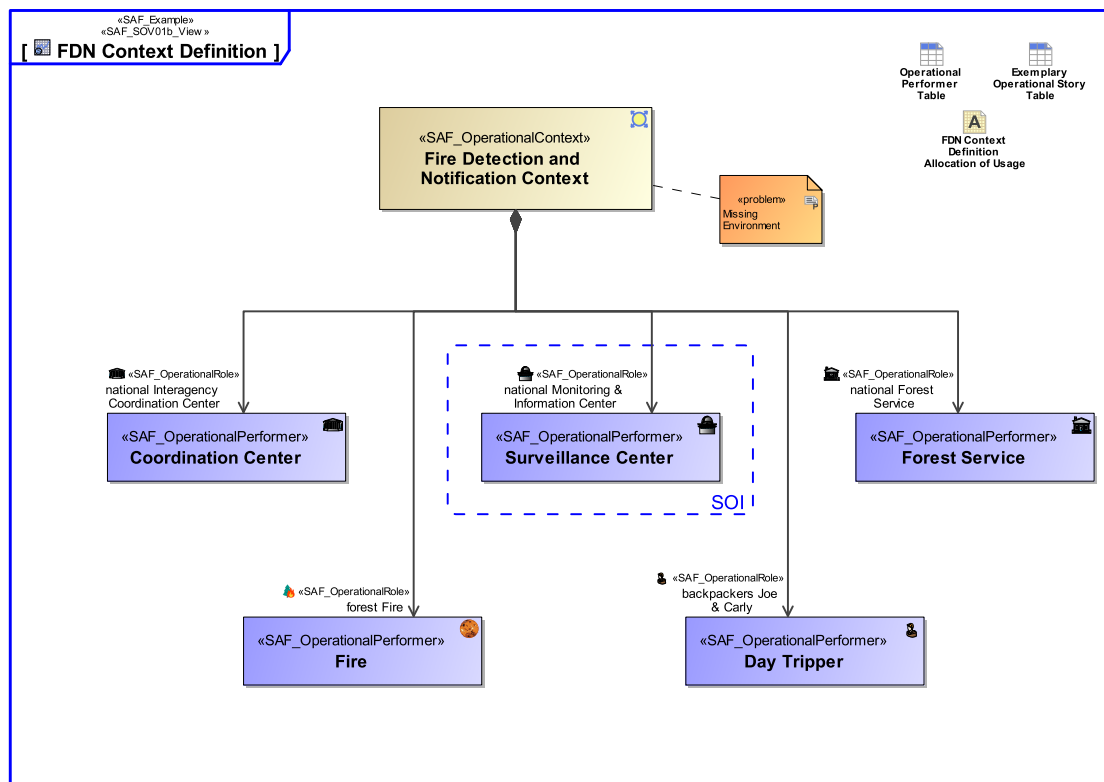 «SAF_Example»
«SAF_SOV01b_View »
[ FDN Context Definition ]
Operational
Performer
Table
Exemplary
Operational Story
Table
A
FDN Context
Definition
Allocation of Usage
«SAF_OperationalContext»
Fire Detection and
Notification Context
«problem»
P
Missing
Environment
«SAF_OperationalRole»
national Interagency
Coordination Center
«SAF_OperationalPerformer»
Coordination Center
«SAF_OperationalRole»
national Monitoring &
Information Center
«SAF_OperationalPerformer»
Surveillance Center
SOI
«SAF_OperationalRole»
national Forest
Service
«SAF_OperationalPerformer»
Forest Service
«SAF_OperationalRole»
forest Fire
«SAF_OperationalPerformer»
Fire
«SAF_OperationalRole»
backpackers Joe
& Carly
«SAF_OperationalPerformer»
Day Tripper